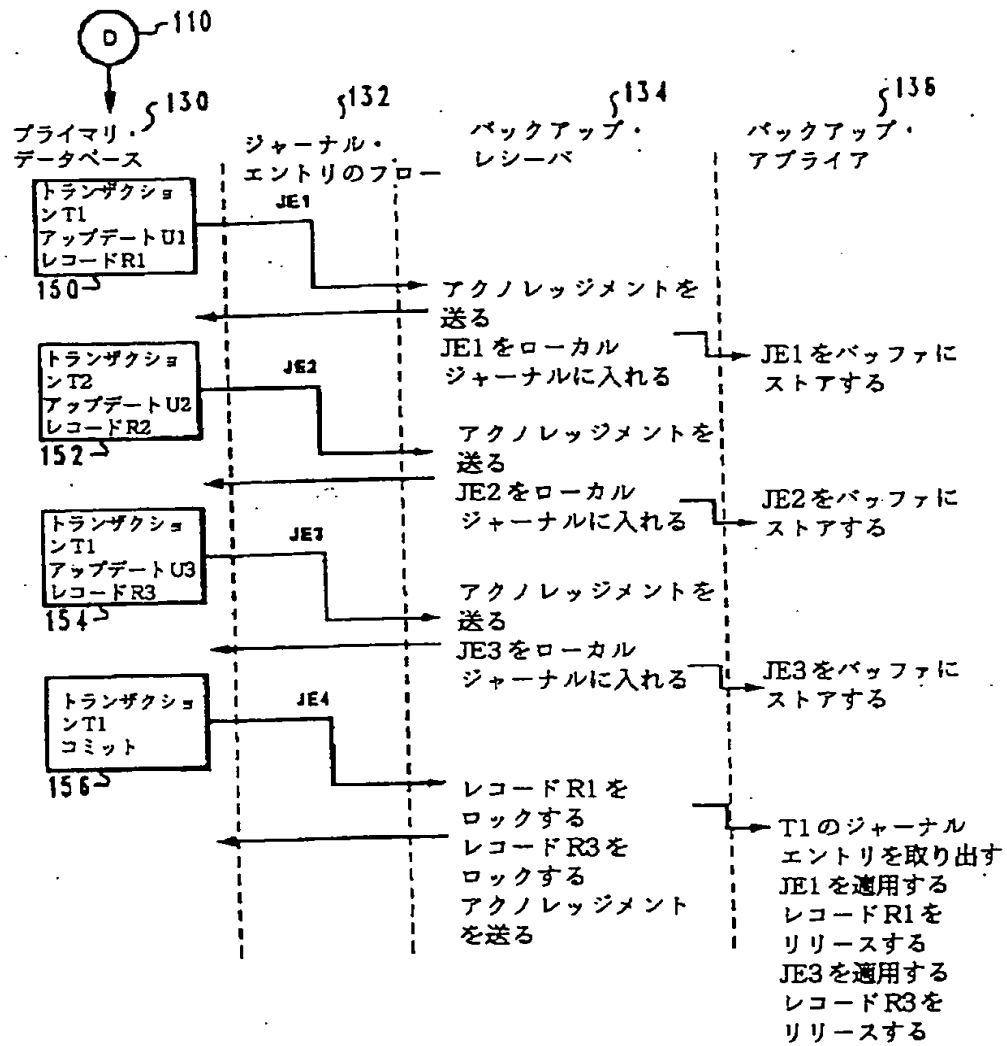 D
110
130
プライマリ・
データベース
132
ジャーナル・
エントリのフロー
134
バックアップ・
レシーバ
136
バックアップ・
アプライア
トランザクショ
ンT1
アップデートU1
レコードR1
150
JE1
アクノレッジメントを
送る
JE1をローカル
ジャーナルに入れる
JE1をバッファに
ストアする
トランザクショ
ンT2
アップデートU2
レコードR2
152
JE2
アクノレッジメントを
送る
JE2をローカル
ジャーナルに入れる
JE2をバッファに
ストアする
トランザクショ
ンT1
アップデートU3
レコードR3
154
JE3
アクノレッジメントを
送る
JE3をローカル
ジャーナルに入れる
JE3をバッファに
ストアする
トランザクショ
ンT1
コミット
156
JE4
レコードR1を
ロックする
レコードR3を
ロックする
アクノレッジメント
を送る
T1のジャーナル
エントリを取り出す
JE1を適用する
レコードR1を
リリースする
JE3を適用する
レコードR3を
リリースする